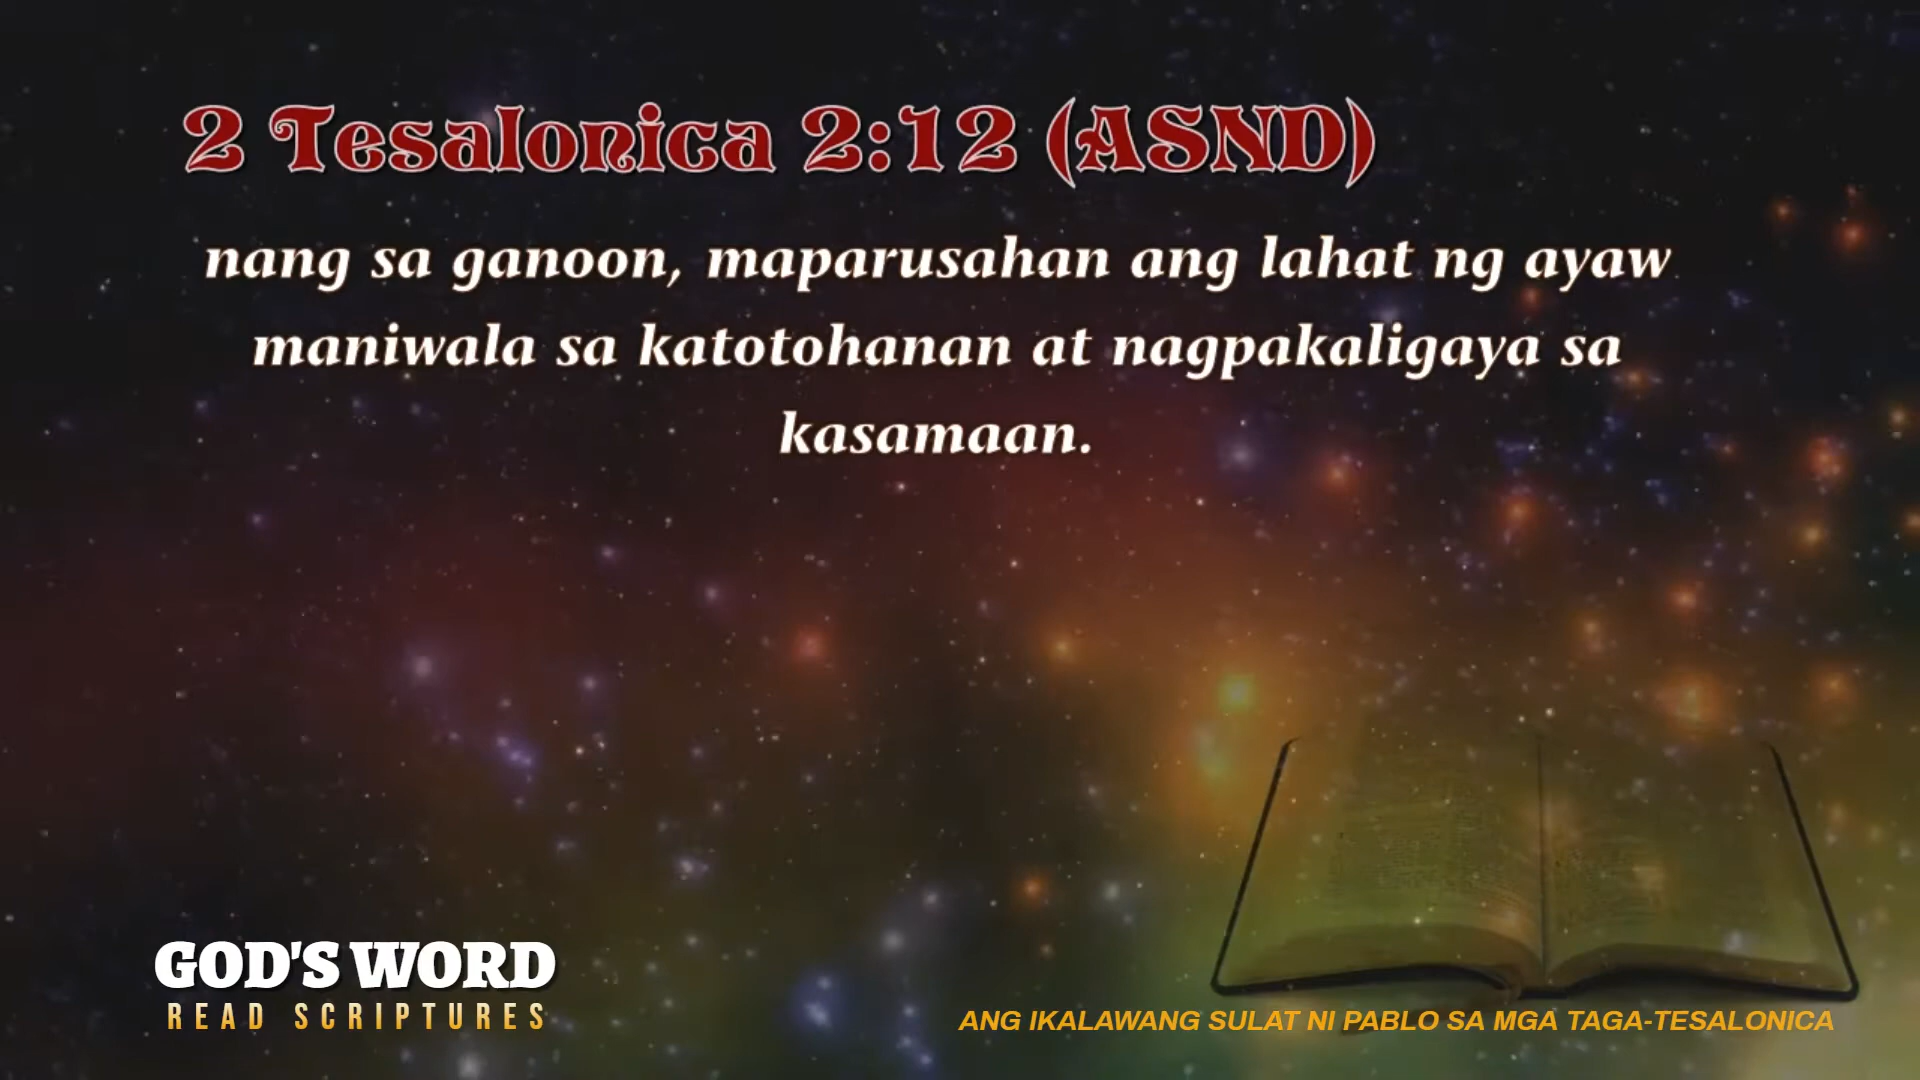 2 Tesalonica 2:12 (ASND)
nang sa ganoon, maparusahan ang lahat ng ayaw
maniwala sa katotohanan at nagpakaligaya sa
kasamaan.
GOD'S WORD
READ SCRIPTURES
ANG IKALAWANG SULAT NI PABLO SA MGA TAGA-TESALONICA